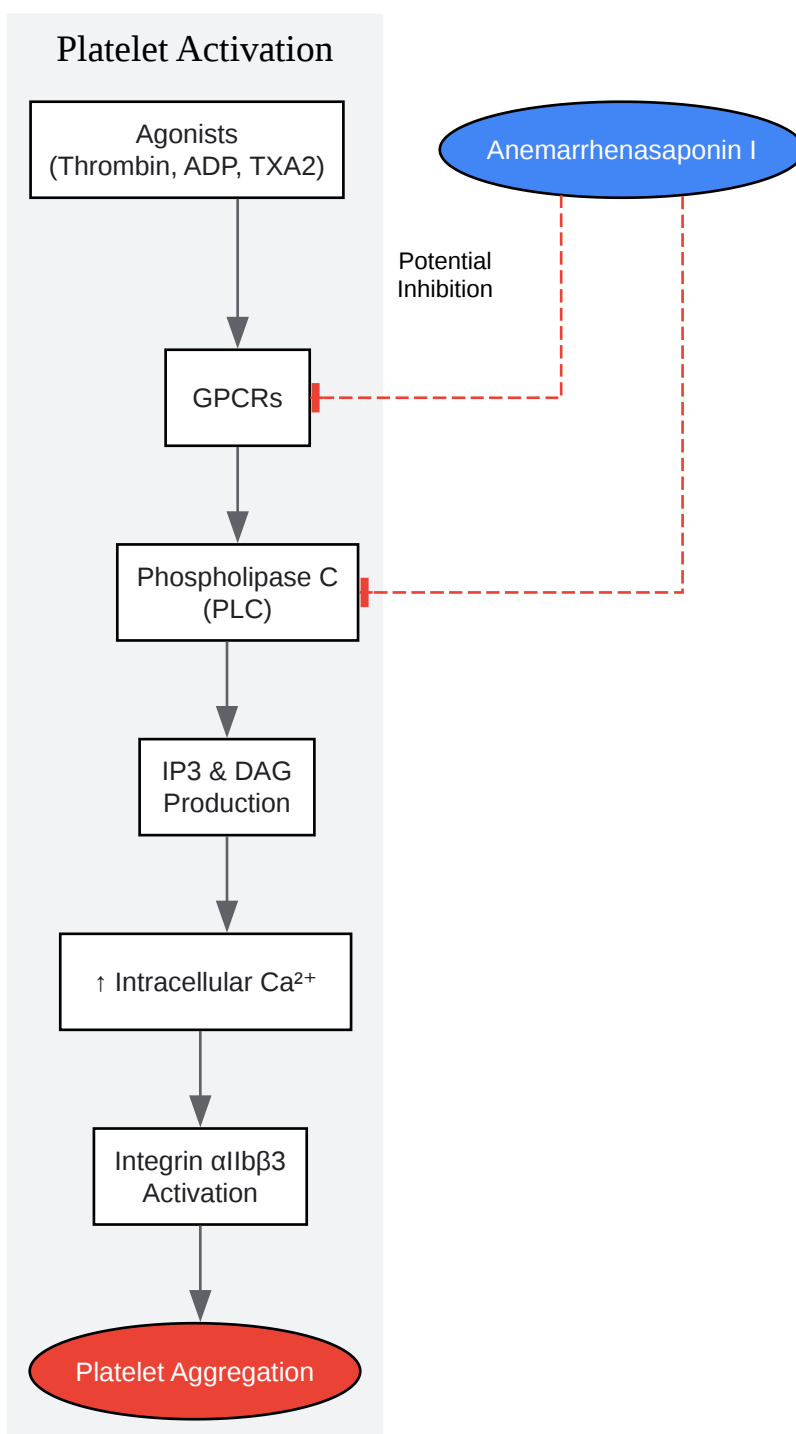 Platelet Activation
Agonists
(Thrombin, ADP, TXA2)
Anemarrhenasaponin I
Potential
Inhibition
GPCRs
Phospholipase C
(PLC)
IP3 & DAG
Production
↑ Intracellular Ca²⁺
Integrin αIIbβ3
Activation
Platelet Aggregation